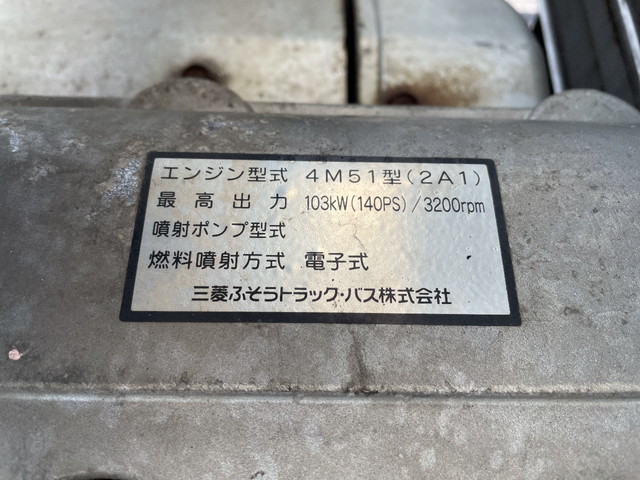 エンジン型式 4M51型(2A1)
最高出力 103kW(140PS)/3200rpm
噴射ポンプ型式
燃料噴射方式 電子式
三菱ふそうトラック・バス株式会社